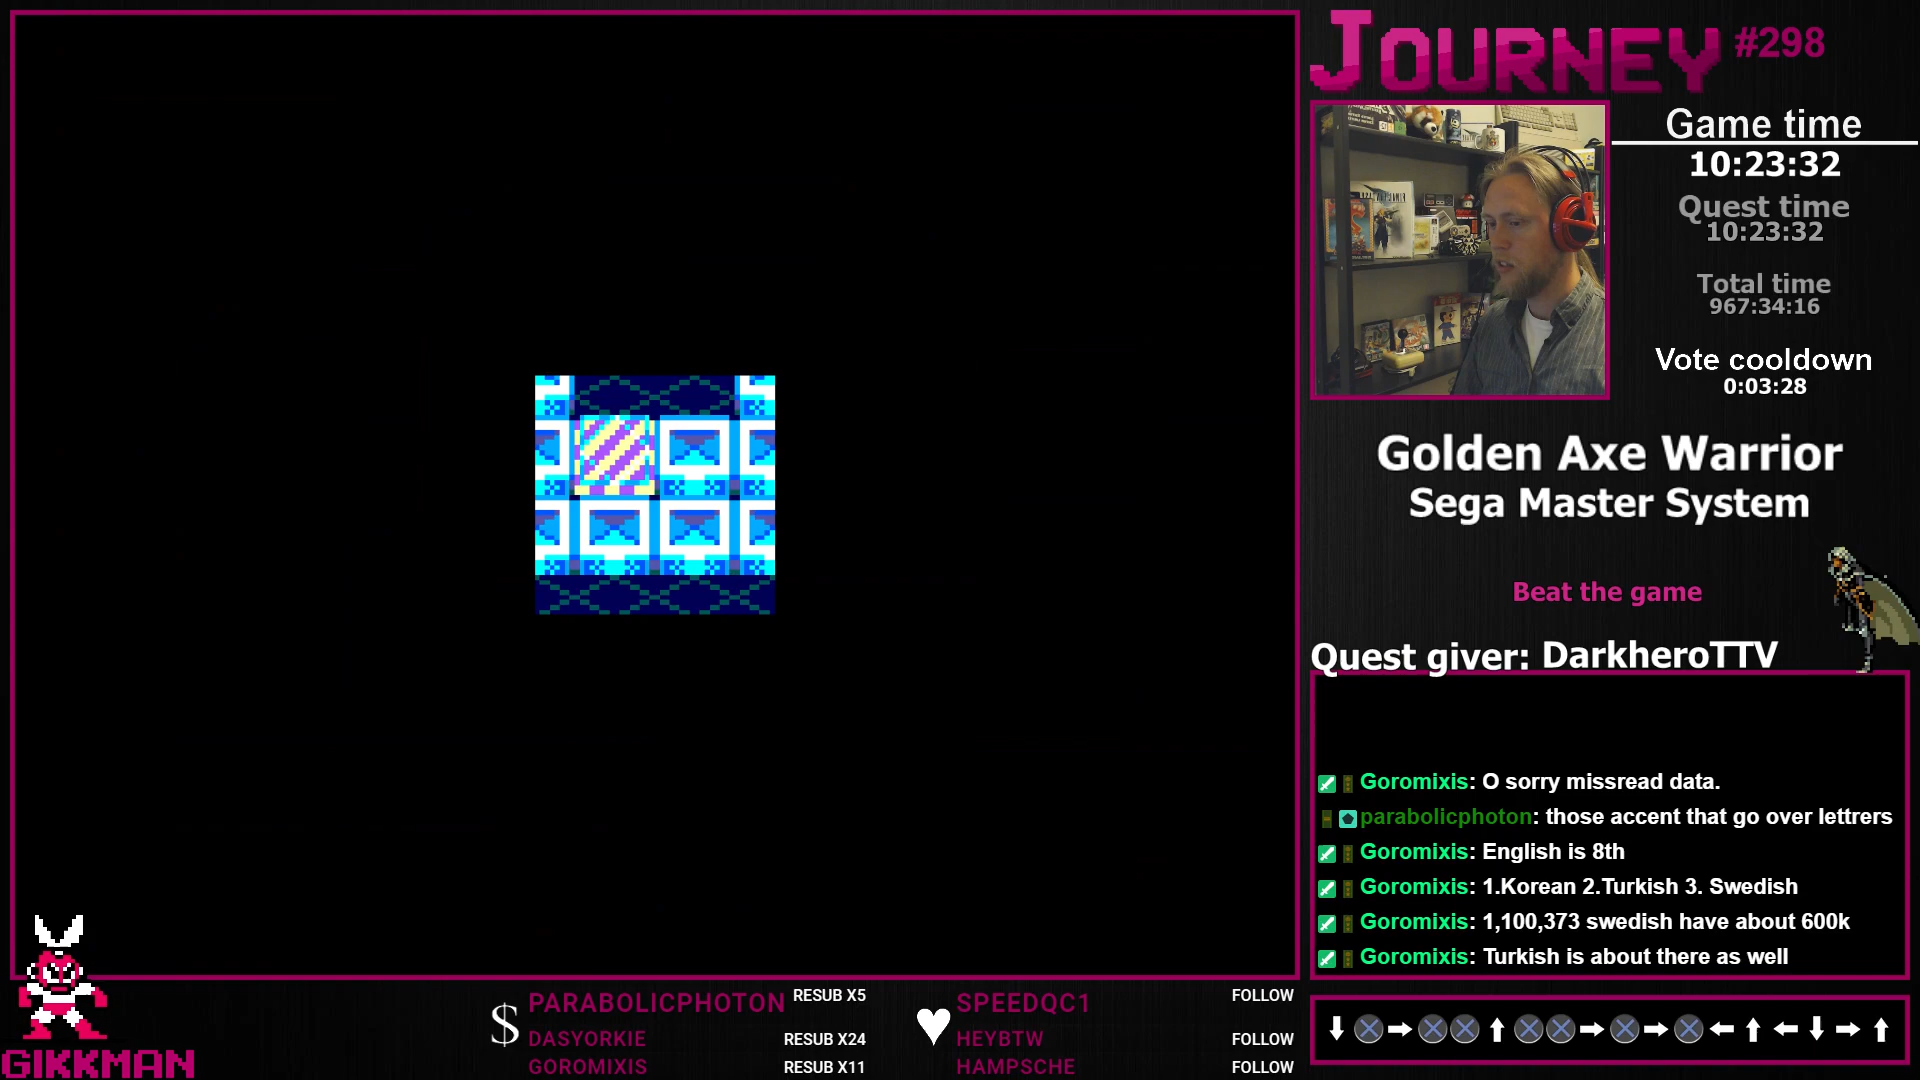 JOURNEY #298
Game time
10:23:32
Quest time
10:23:32
Total time
967:34:16
Vote cooldown
0:03:28
Golden Axe Warrior
Sega Master System
Beat the game
Quest giver: DarkheroTTV
Goromixis: O sorry missread data.
parabolicphoton: those accent that go over lettrers
Goromixis: English is 8th
Goromixis: 1.Korean 2.Turkish 3. Swedish
Goromixis: 1,100,373 swedish have about 600k
Goromixis: Turkish is about there as well
GIKKMAN
$ PARABOLICPHOTON RESUB X5
DASYORKIE RESUB X24
GOROMIXIS RESUB X11
SPEEDQC1 FOLLOW
HEYBTW FOLLOW
HAMPSCHE FOLLOW